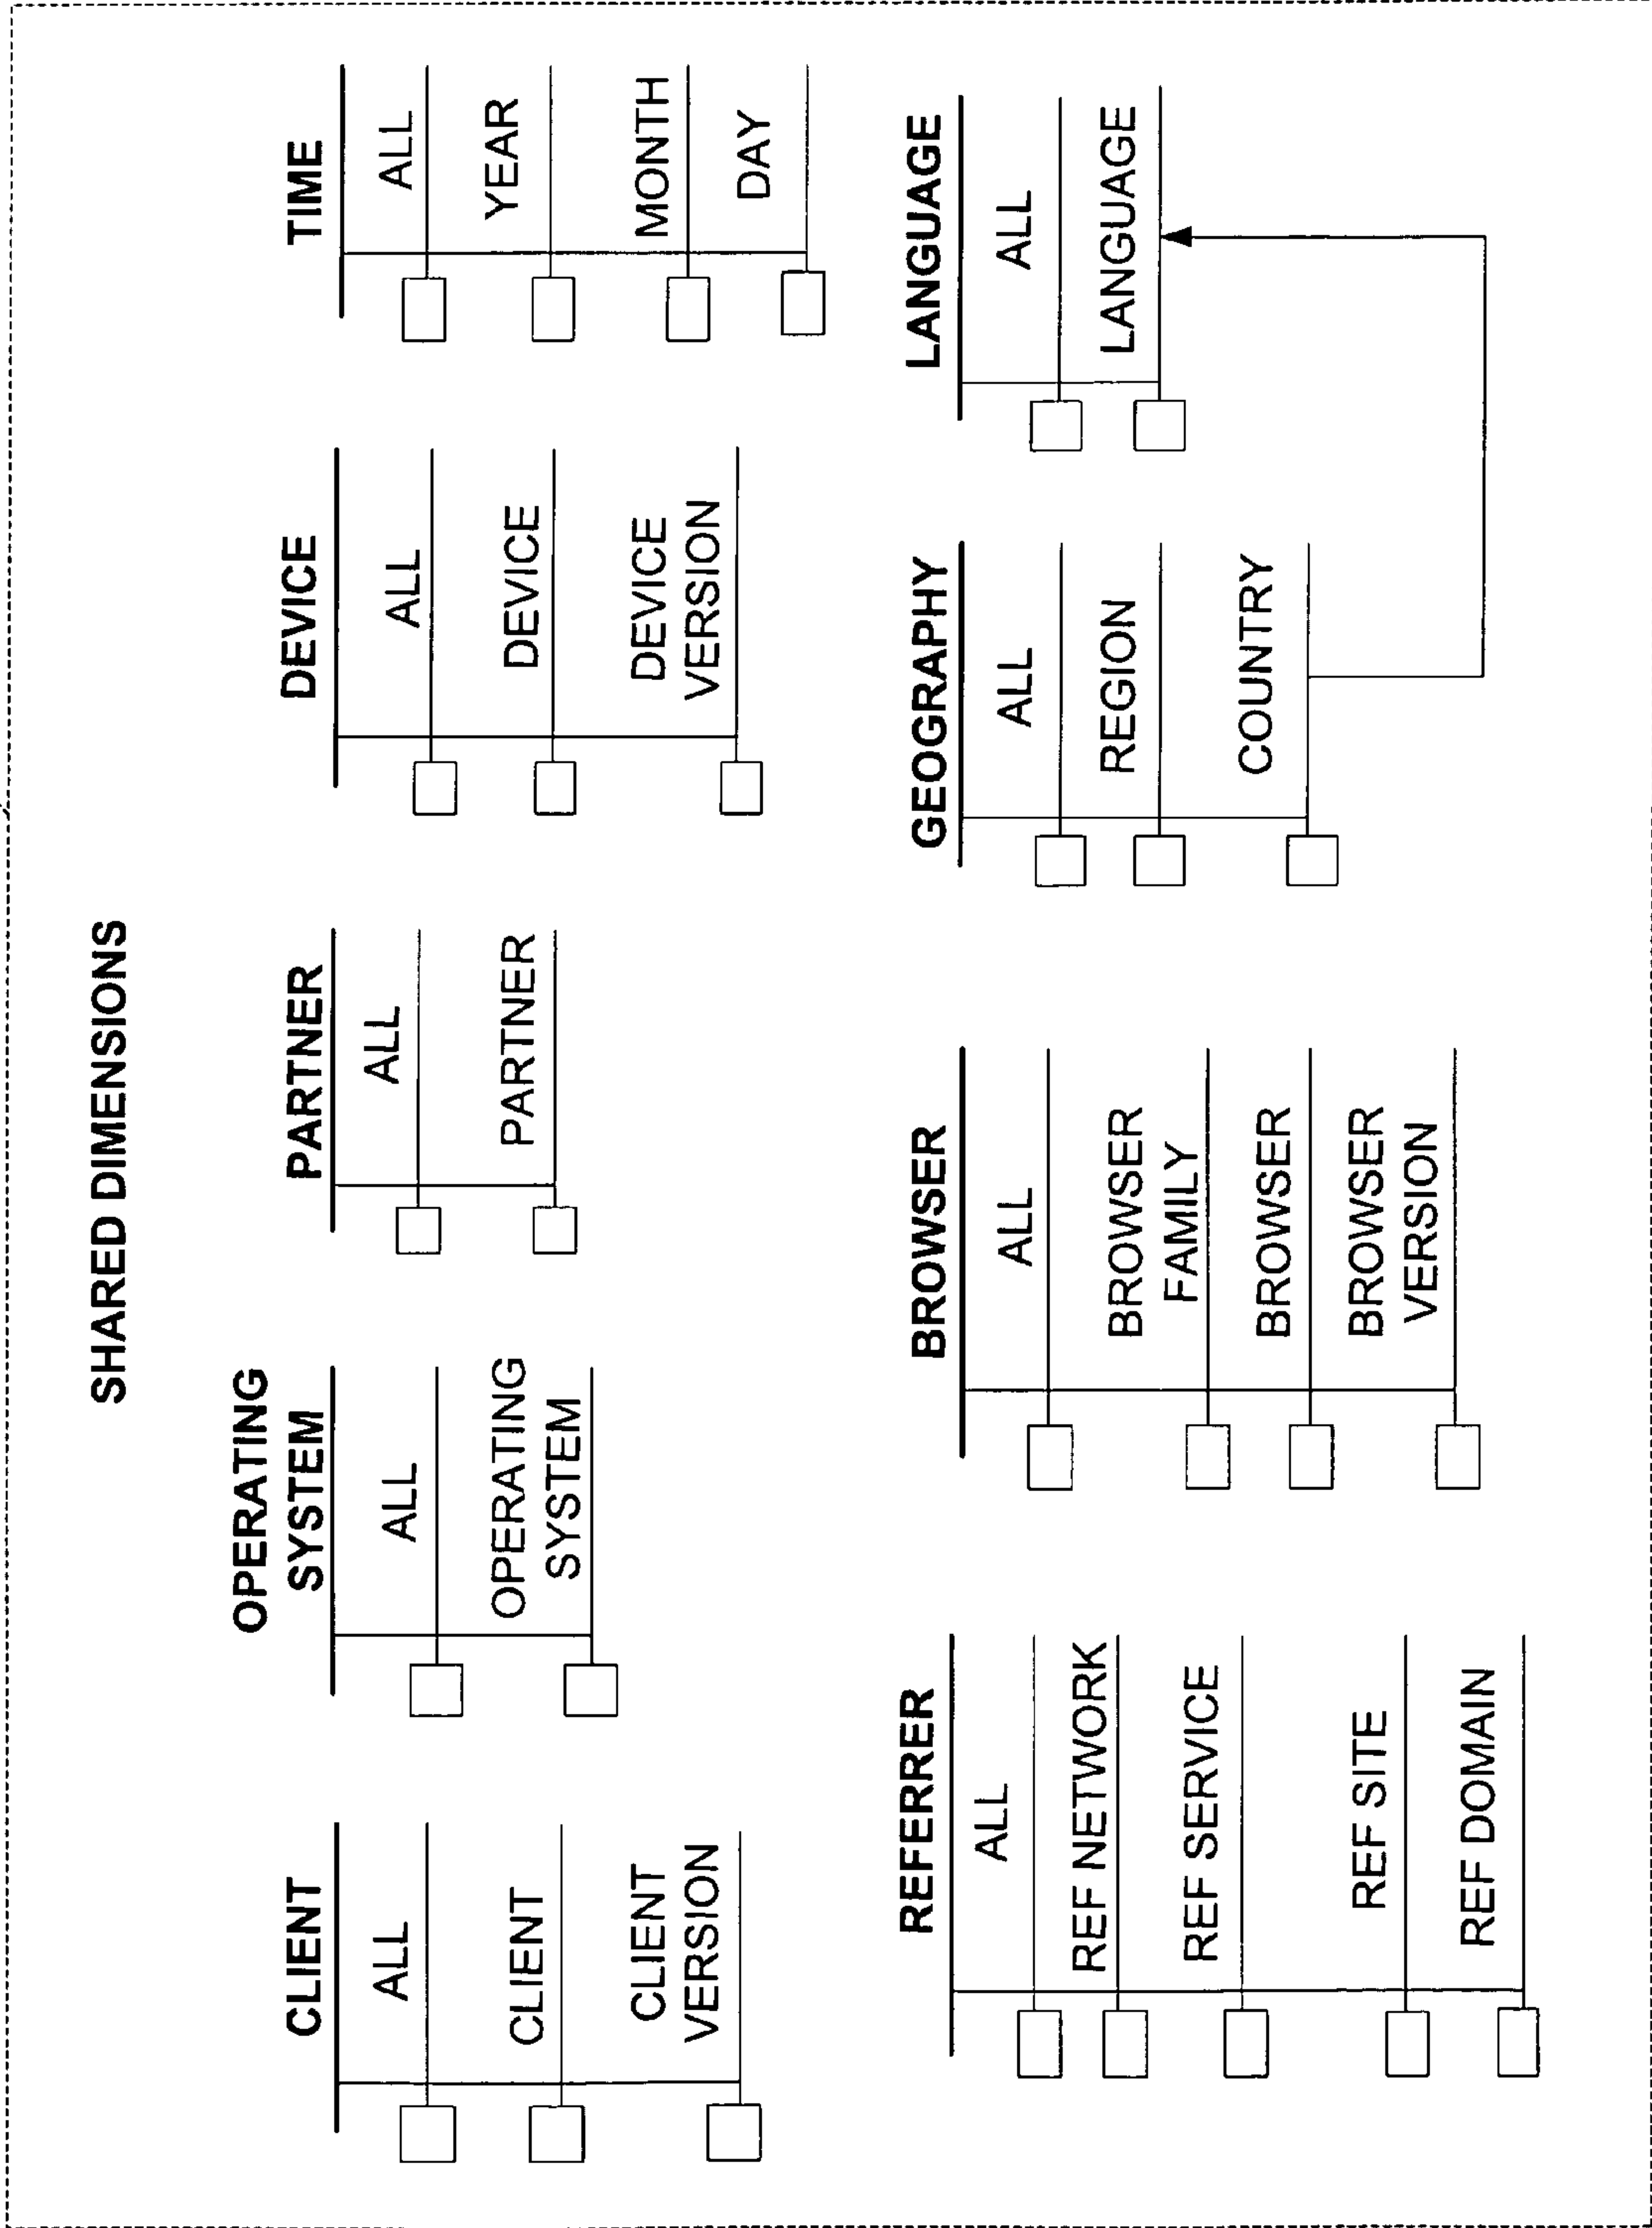 SHARED DIMENSIONS
CLIENT
ALL
CLIENT
CLIENT
VERSION
OPERATING
SYSTEM
ALL
OPERATING
SYSTEM
PARTNER
ALL
PARTNER
DEVICE
ALL
DEVICE
DEVICE
VERSION
TIME
ALL
YEAR
MONTH
DAY
REFERRER
ALL
REF NETWORK
REF SERVICE
REF SITE
REF DOMAIN
BROWSER
ALL
BROWSER
FAMILY
BROWSER
BROWSER
VERSION
GEOGRAPHY
ALL
REGION
COUNTRY
LANGUAGE
ALL
LANGUAGE